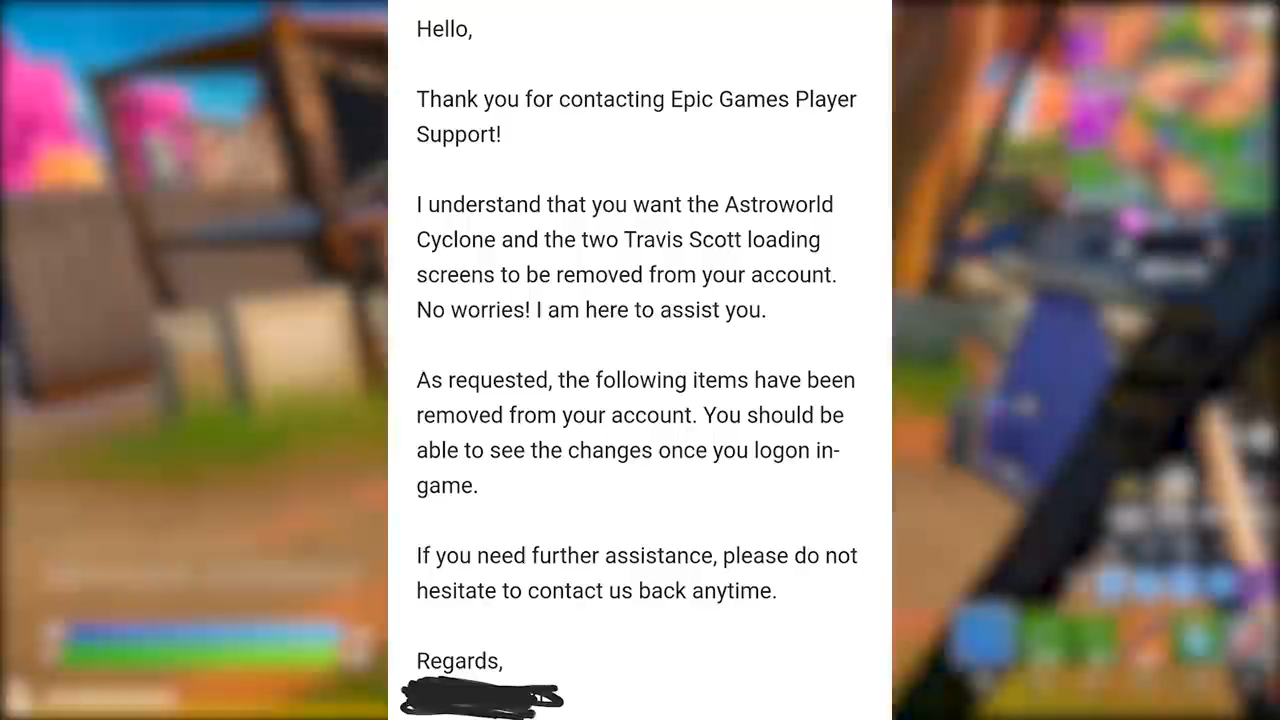 Hello,
Thank you for contacting Epic Games Player
Support!
I understand that you want the Astroworld
Cyclone and the two Travis Scott loading
screens to be removed from your account.
No worries! I am here to assist you.
As requested, the following items have been
removed from your account. You should be
able to see the changes once you logon in-
game.
If you need further assistance, please do not
hesitate to contact us back anytime.
Regards,